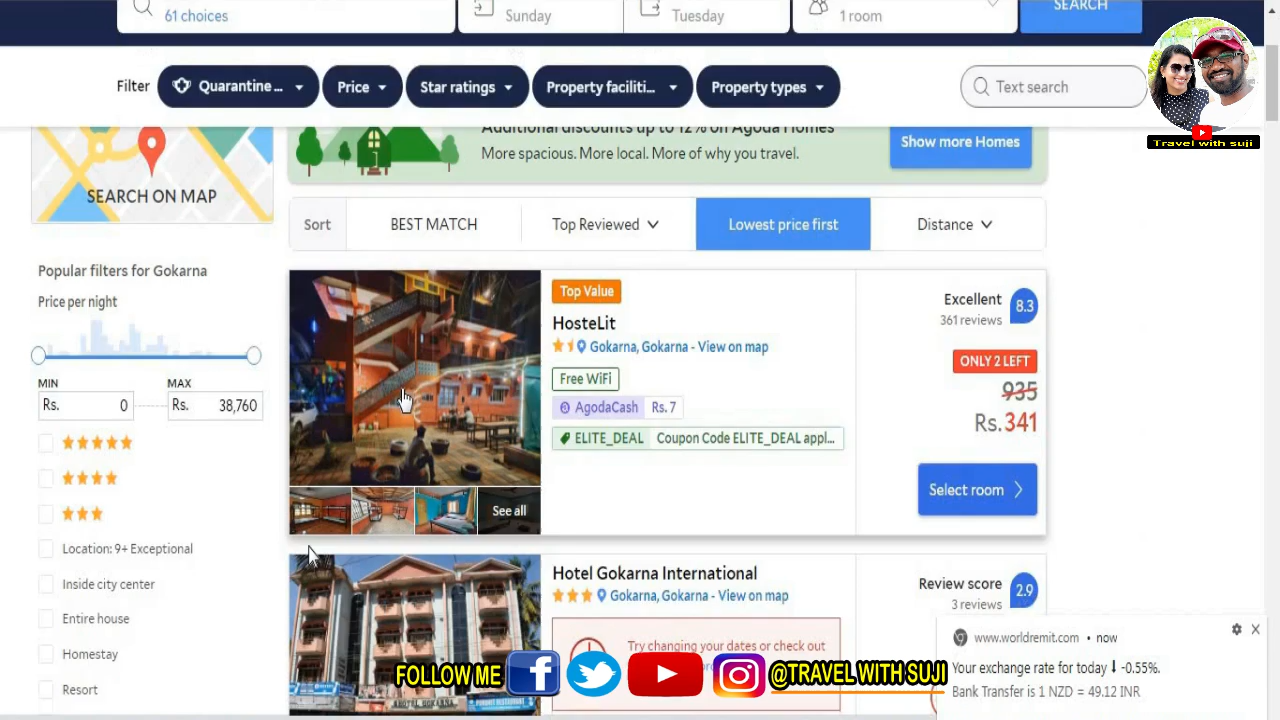 61 choices
Sunday
Tuesday
1 room
SEARCH
Filter
Quarantine ...
Price
Star ratings
Property faciliti...
Property types
Text search
Travel with suji
Additional discounts up to 12% on Agoda Homes
More spacious. More local. More of why you travel.
Show more Homes
SEARCH ON MAP
Sort
BEST MATCH
Top Reviewed
Lowest price first
Distance
Popular filters for Gokarna
Price per night
MIN
MAX
Rs. 0
Rs. 38,760
Location: 9+ Exceptional
Inside city center
Entire house
Homestay
Resort
Top Value
HosteLit
Gokarna, Gokarna - View on map
Free WiFi
AgodaCash Rs. 7
ELITE_DEAL Coupon Code ELITE_DEAL appl...
See all
Excellent
361 reviews
8.3
ONLY 2 LEFT
935
Rs. 341
Select room
Hotel Gokarna International
Gokarna, Gokarna - View on map
Try changing your dates or check out
Review score
3 reviews
2.9
FOLLOW ME
@TRAVEL WITH SUJI
www.worldremit.com • now
Your exchange rate for today ⬇ -0.55%.
Bank Transfer is 1 NZD = 49.12 INR